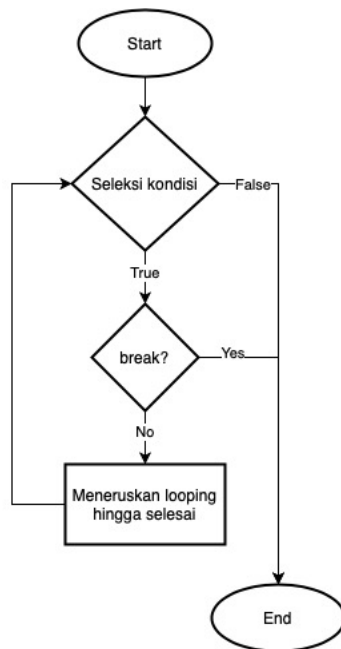 Start
Seleksi kondisi
False
True
break?
Yes
No
Meneruskan looping
hingga selesai
End